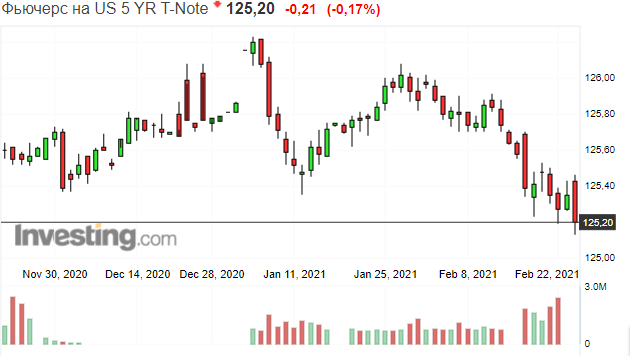 Фьючерс на US 5 YR T-Note 125,20 -0,21 (-0,17%)
126,00
125,80
125,60
125,40
125,20
125,00
Investing.com
Nov 30, 2020 Dec 14, 2020 Dec 28, 2020 Jan 11, 2021 Jan 25, 2021 Feb 8, 2021 Feb 22, 2021
3.0M
0